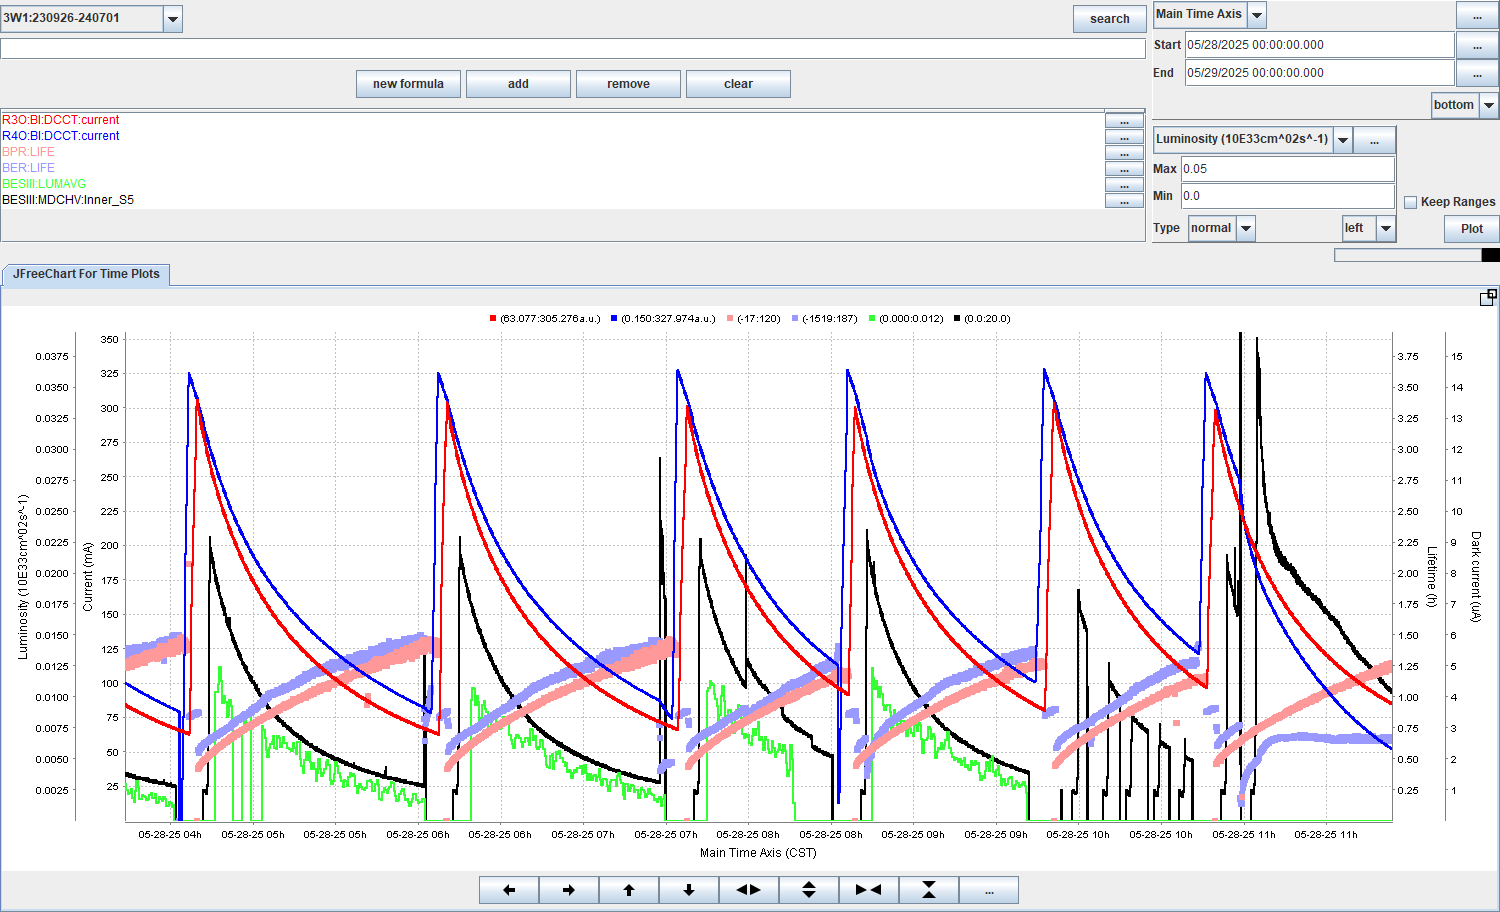 3W1:230926-240701
search
Main Time Axis
...
Start 05/28/2025 00:00:00.000 ...
End 05/29/2025 00:00:00.000 ...
new formula add remove clear
bottom
R3O:BI:DCCT:current ...
R4O:BI:DCCT:current ...
BPR:LIFE ...
BER:LIFE ...
BESIII:LUMAVG ...
BESIII:MDCHV:Inner_S5 ...
Luminosity (10E33cm^02s^-1) ...
Max 0.05
Min 0.0
Keep Ranges
Type normal left Plot
JFreeChart For Time Plots
(63.077:305.276a.u.) (0.150:327.974a.u.) (-17:120) (-1519:187) (0.000:0.012) (0.0:20.0)
Luminosity (10E33cm^02s^-1)
0.0375
0.0350
0.0325
0.0300
0.0275
0.0250
0.0225
0.0200
0.0175
0.0150
0.0125
0.0100
0.0075
0.0050
0.0025
Current (mA)
350
325
300
275
250
225
200
175
150
125
100
75
50
25
3.75
3.50
3.25
3.00
2.75
2.50
2.25
2.00
1.75
1.50
1.25
1.00
0.75
0.50
0.25
Lifetime (h)
15
14
13
12
11
10
9
8
7
6
5
4
3
2
1
Dark current (uA)
05-28-25 04h 05-28-25 05h 05-28-25 05h 05-28-25 06h 05-28-25 06h 05-28-25 07h 05-28-25 07h 05-28-25 08h 05-28-25 08h 05-28-25 09h 05-28-25 09h 05-28-25 10h 05-28-25 10h 05-28-25 11h 05-28-25 11h
Main Time Axis (CST)
...